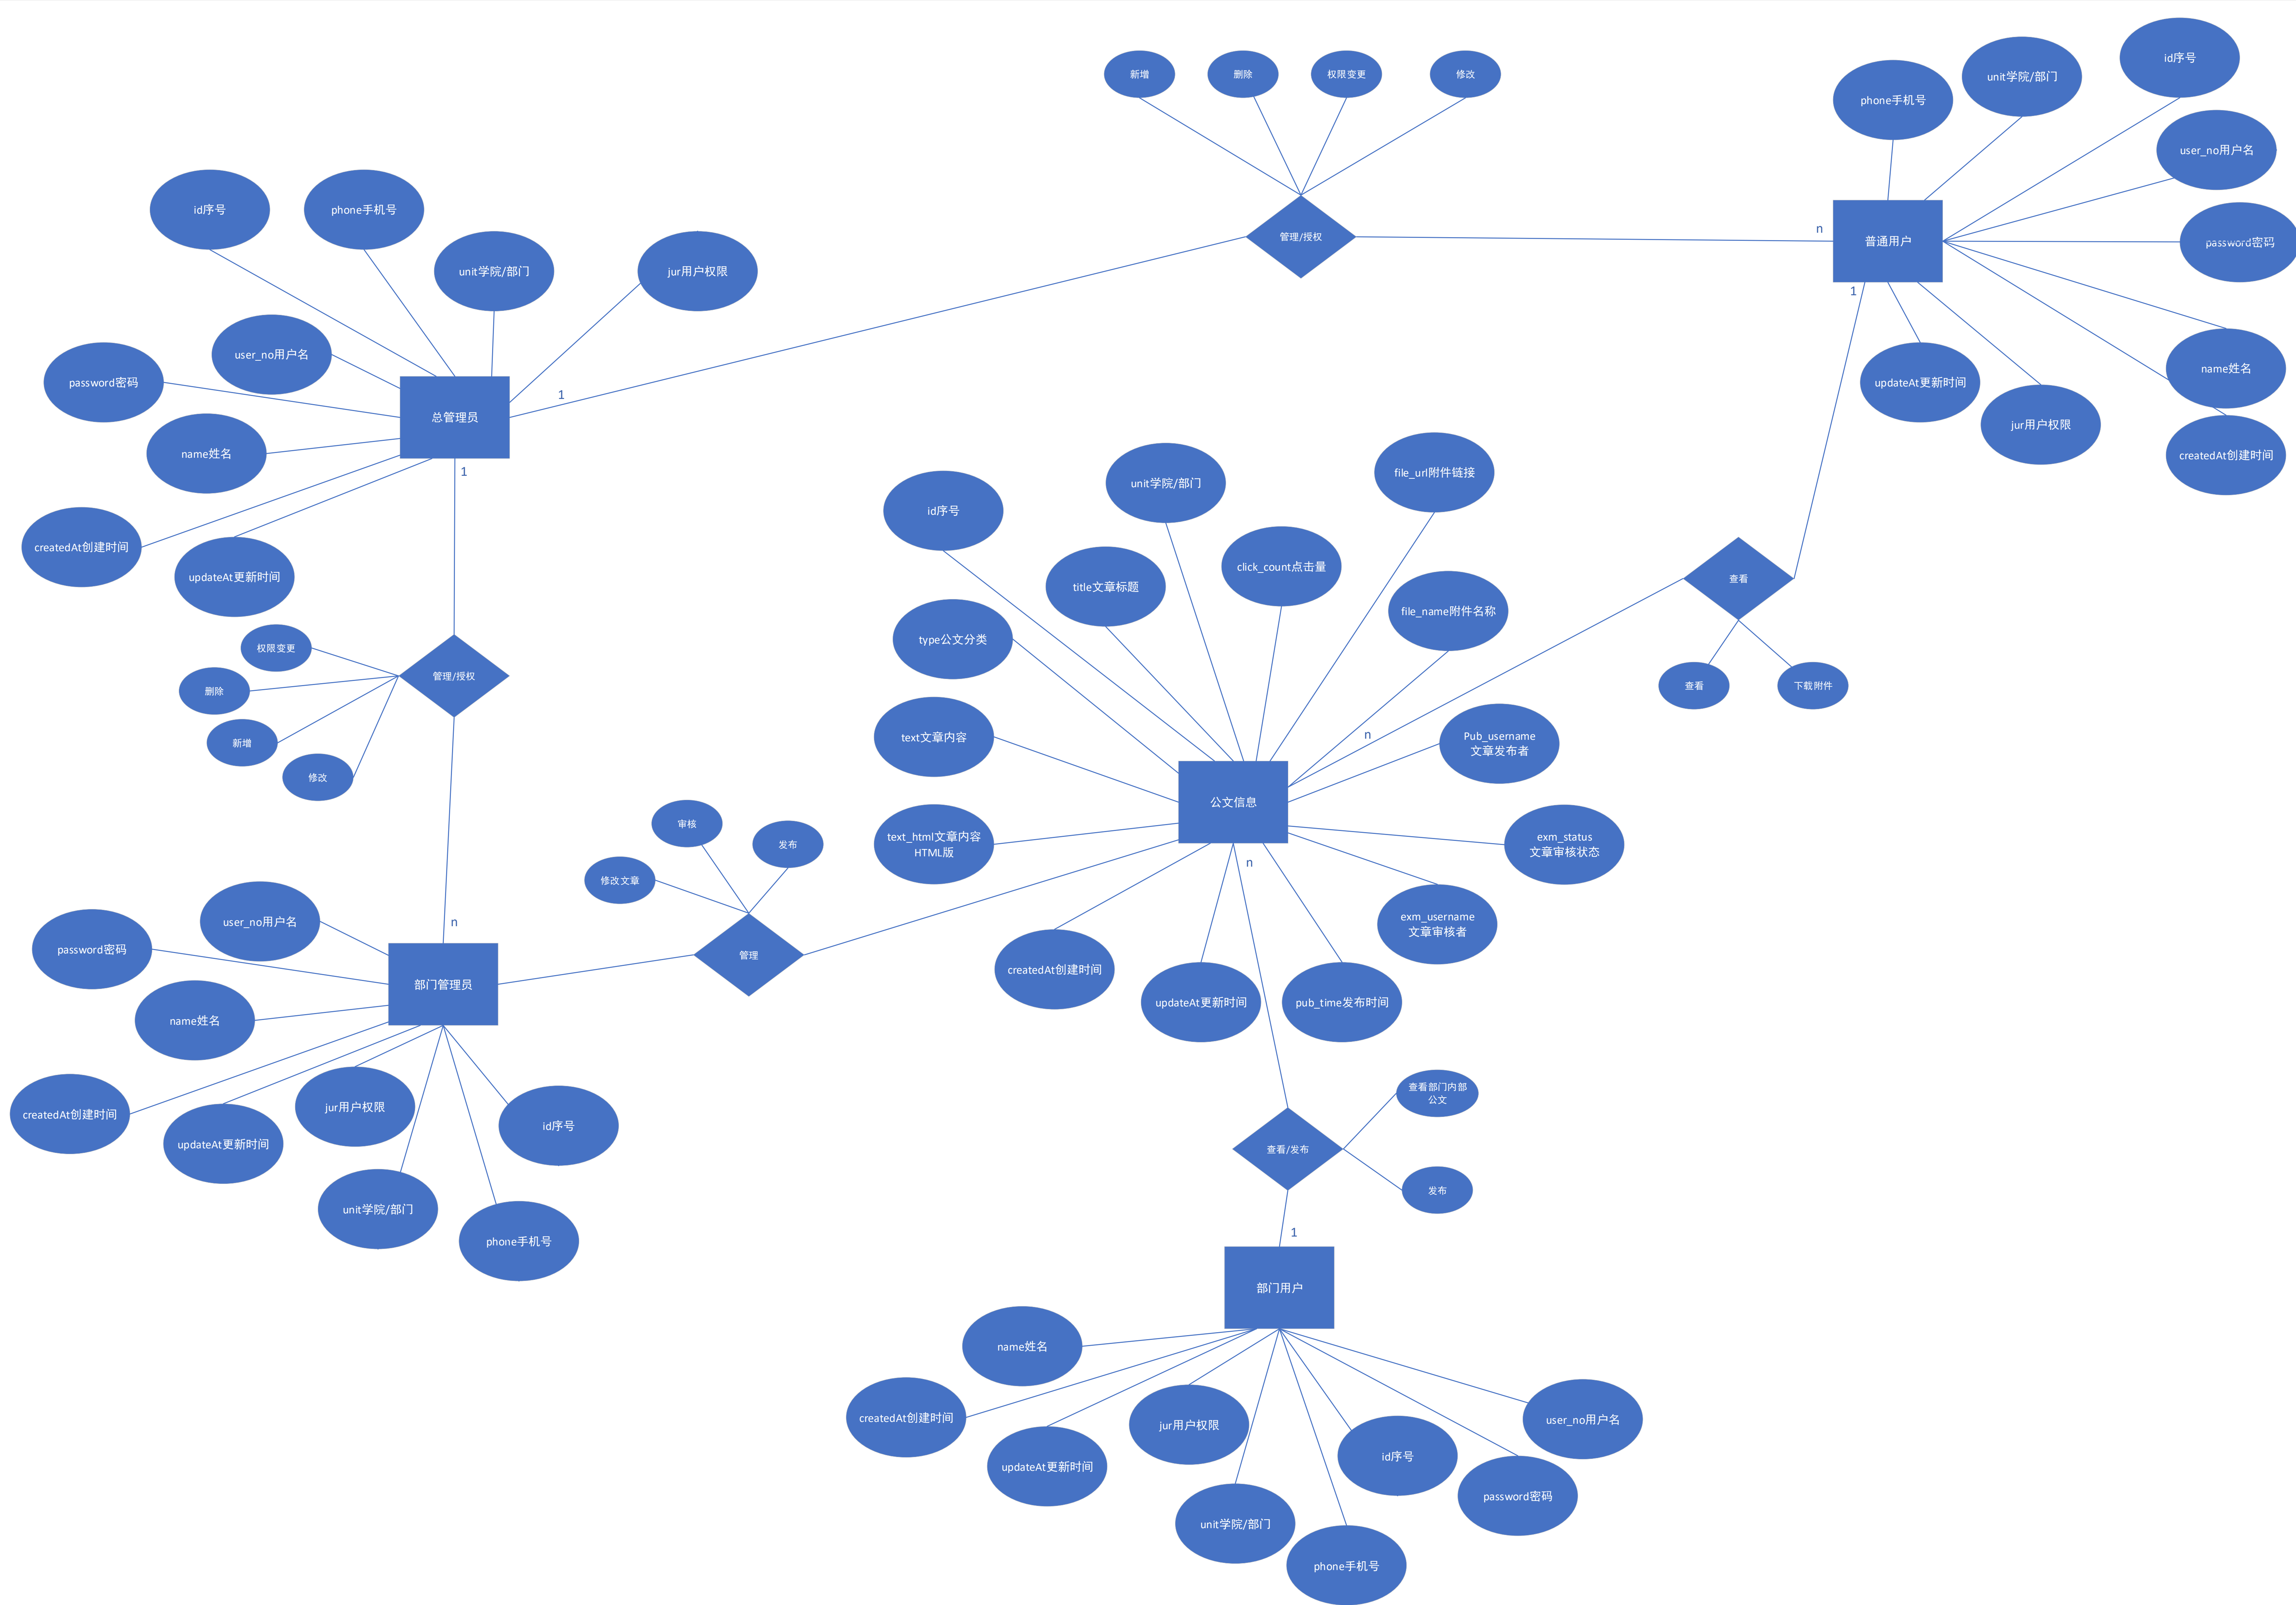 新增
删除
权限变更
修改
phone手机号
unit学院/部门
id序号
user_no用户名
password密码
name姓名
createdAt创建时间
jur用户权限
updateAt更新时间
普通用户
n
1
管理/授权
id序号
phone手机号
unit学院/部门
jur用户权限
user_no用户名
password密码
name姓名
createdAt创建时间
updateAt更新时间
总管理员
1
1
权限变更
删除
新增
修改
管理/授权
n
id序号
unit学院/部门
file_url附件链接
title文章标题
click_count点击量
file_name附件名称
type公文分类
text文章内容
text_html文章内容
HTML版
公文信息
n
n
Pub_username
文章发布者
exm_status
文章审核状态
exm_username
文章审核者
createdAt创建时间
updateAt更新时间
pub_time发布时间
查看
查看
下载附件
审核
发布
修改文章
管理
user_no用户名
password密码
name姓名
createdAt创建时间
updateAt更新时间
jur用户权限
unit学院/部门
phone手机号
id序号
部门管理员
查看部门内部
公文
查看/发布
发布
1
部门用户
name姓名
createdAt创建时间
updateAt更新时间
jur用户权限
unit学院/部门
phone手机号
id序号
password密码
user_no用户名